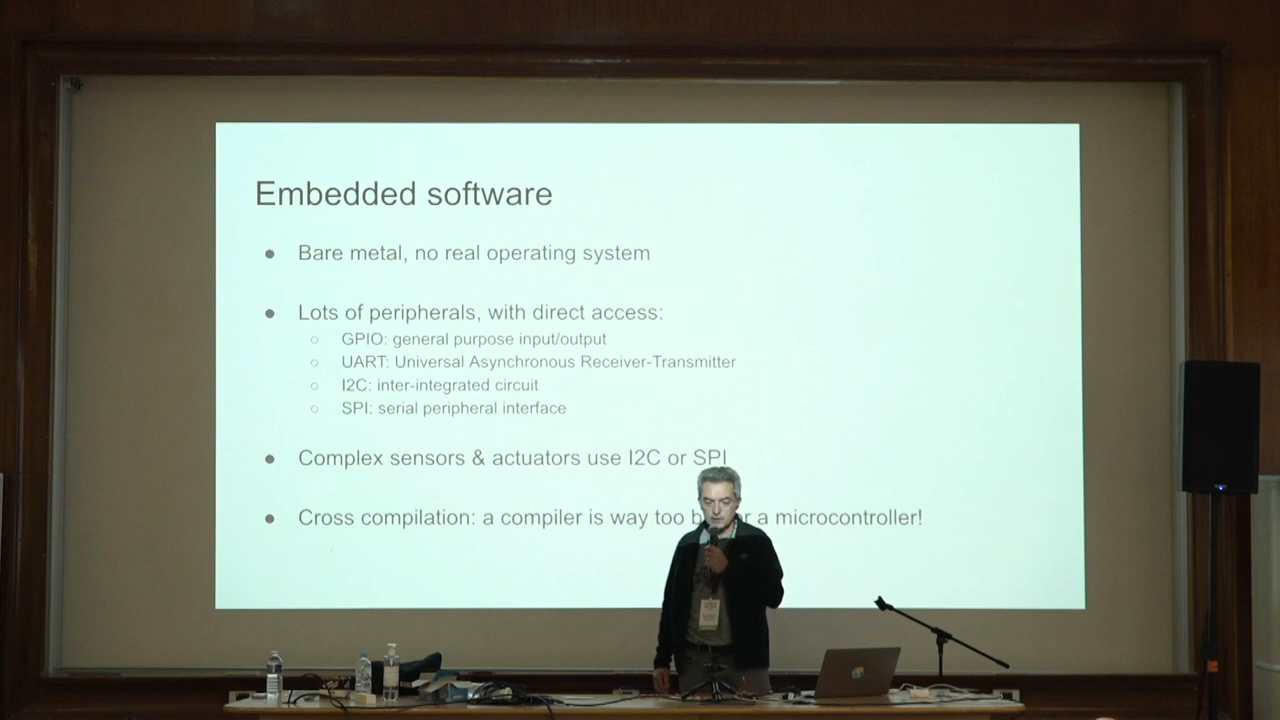 Embedded software
● Bare metal, no real operating system
● Lots of peripherals, with direct access:
○ GPIO: general purpose input/output
○ UART: Universal Asynchronous Receiver-Transmitter
○ I2C: inter-integrated circuit
○ SPI: serial peripheral interface
● Complex sensors & actuators use I2C or SPI
● Cross compilation: a compiler is way too a microcontroller!